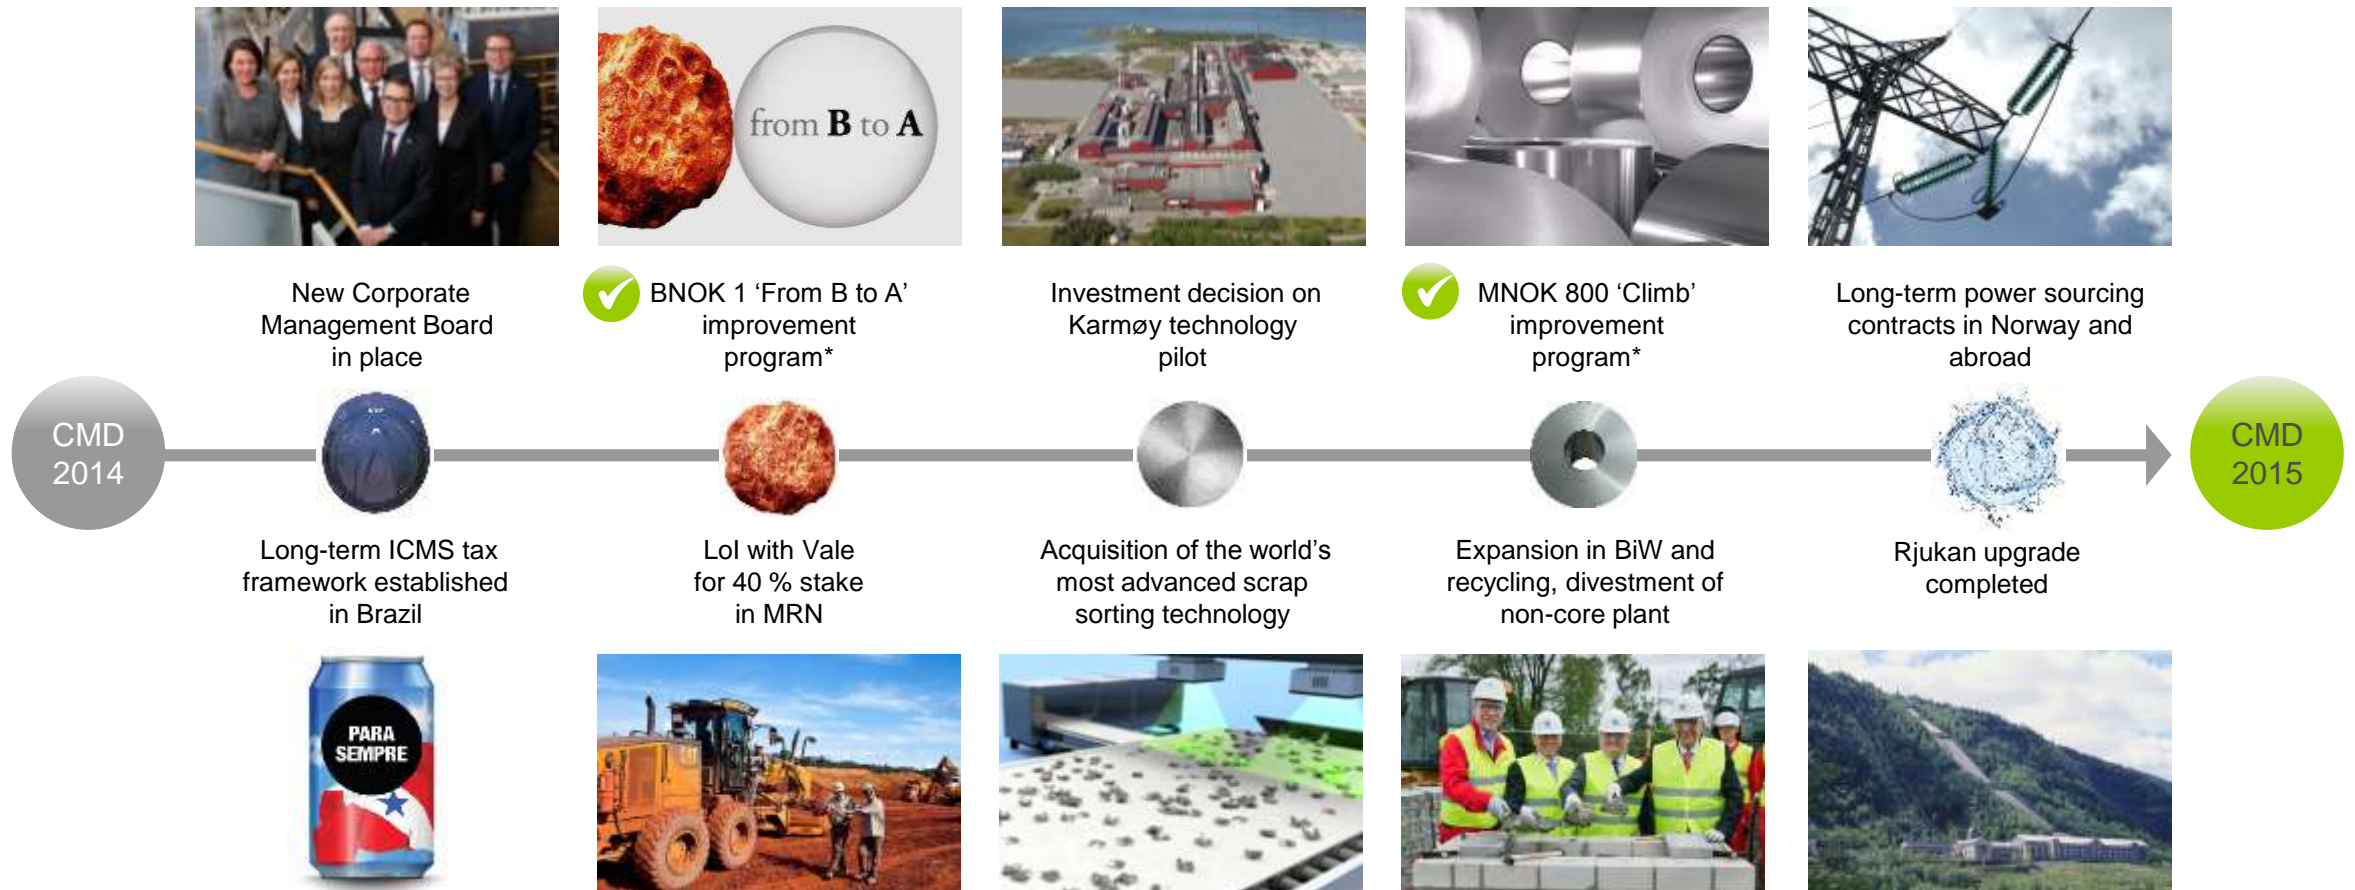 from B to A
New Corporate
Management Board
in place
BNOK 1 ‘From B to A’
improvement
program*
Investment decision on
Karmøy technology
pilot
MNOK 800 ‘Climb’
improvement
program*
Long-term power sourcing
contracts in Norway and
abroad
CMD
2014
CMD
2015
Long-term ICMS tax
framework established
in Brazil
LoI with Vale
for 40 % stake
in MRN
Acquisition of the world’s
most advanced scrap
sorting technology
Expansion in BiW and
recycling, divestment of
non-core plant
Rjukan upgrade
completed
PARA
SEMPRE